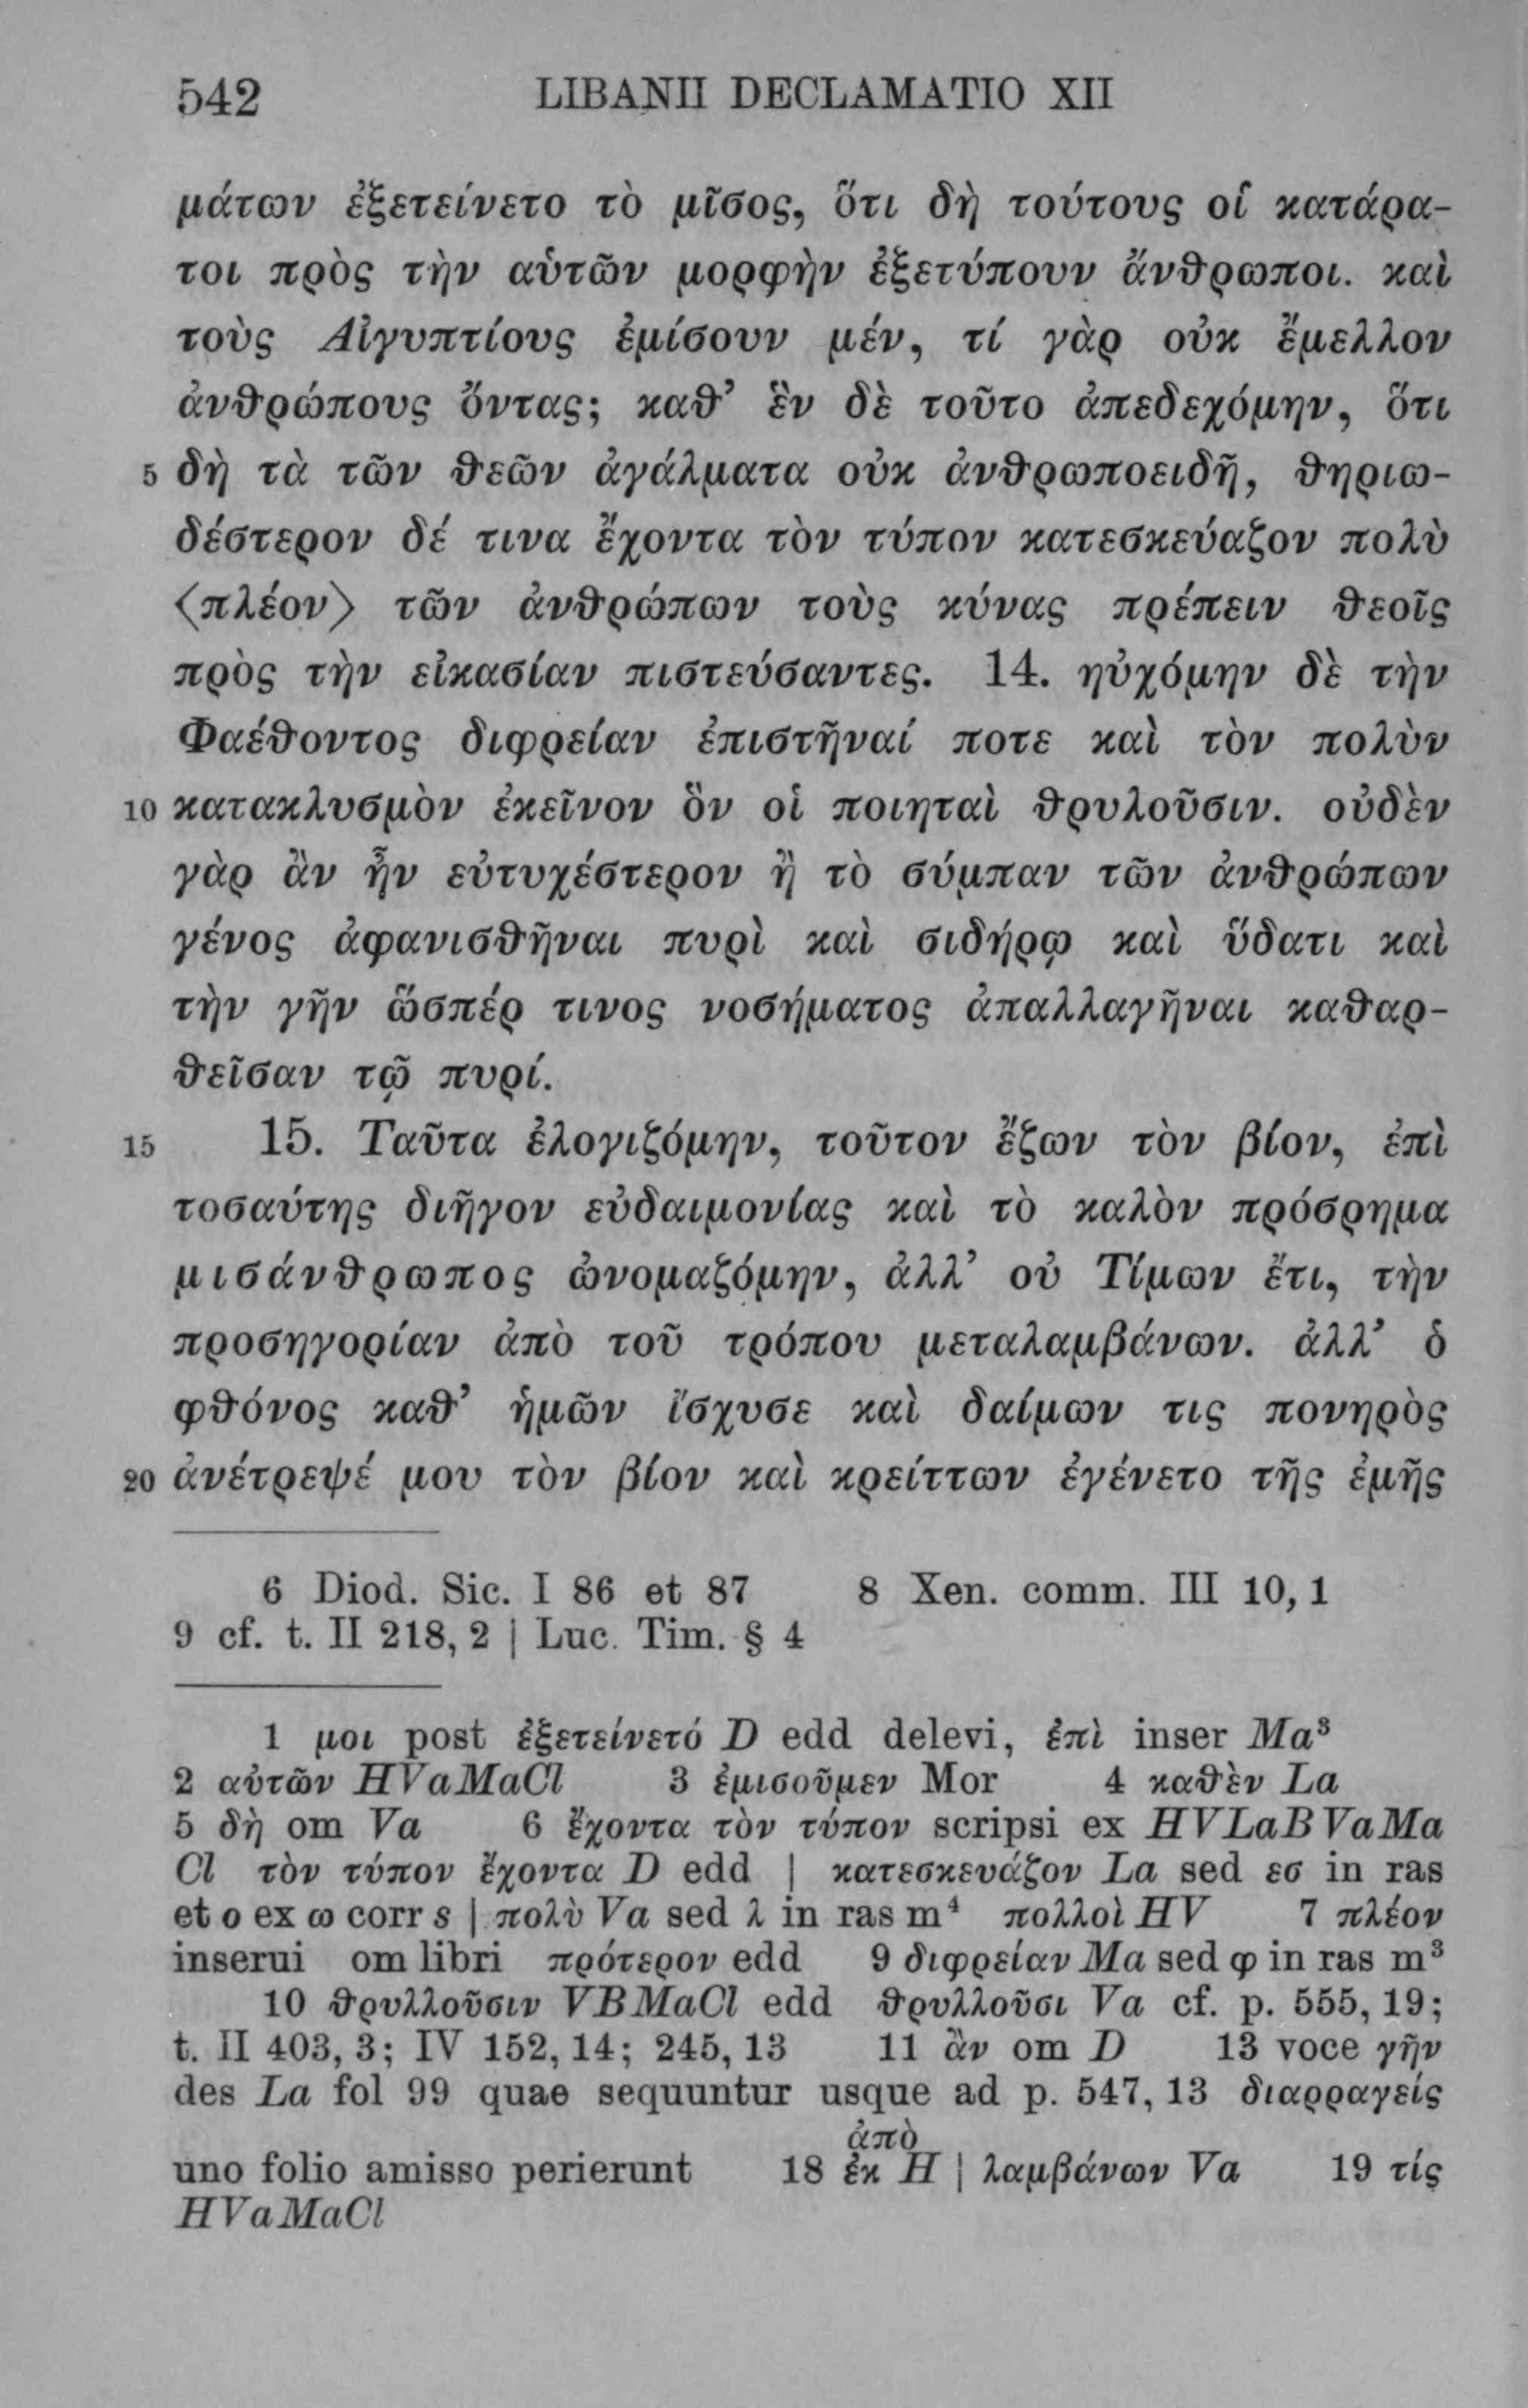 542 LIBANII DECLAMATIO XII
μάτων ἐξετείνετο τὸ μῖσος, ὅτι δὴ τούτους οἱ κατάρα-
τοι πρὸς τὴν αὑτῶν μορφὴν ἐξετύπουν ἄνθρωποι. καὶ
τοὺς Αἰγυπτίους ἐμίσουν μέν, τί γὰρ οὐκ ἔμελλον
ἀνθρώπους ὄντας; καθ’ ἓν δὲ τοῦτο ἀπεδεχόμην, ὅτι
5 δὴ τὰ τῶν θεῶν ἀγάλματα οὐκ ἀνθρωποειδῆ, θηριω-
δέστερον δέ τινα ἔχοντα τὸν τύπον κατεσκεύαζον πολὺ
⟨πλέον⟩ τῶν ἀνθρώπων τοὺς κύνας πρέπειν θεοῖς
πρὸς τὴν εἰκασίαν πιστεύσαντες. 14. ηὐχόμην δὲ τὴν
Φαέθοντος διφρείαν ἐπιστῆναί ποτε καὶ τὸν πολὺν
10 κατακλυσμὸν ἐκεῖνον ὃν οἱ ποιηταὶ θρυλοῦσιν. οὐδὲν
γὰρ ἂν ἦν εὐτυχέστερον ἢ τὸ σύμπαν τῶν ἀνθρώπων
γένος ἀφανισθῆναι πυρὶ καὶ σιδήρῳ καὶ ὕδατι καὶ
τὴν γῆν ὥσπέρ τινος νοσήματος ἀπαλλαγῆναι καθαρ-
θεῖσαν τῷ πυρί.
15 15. Ταῦτα ἐλογιζόμην, τοῦτον ἔζων τὸν βίον, ἐπὶ
τοσαύτης διῆγον εὐδαιμονίας καὶ τὸ καλὸν πρόσρημα
μισάνθρωπος ὠνομαζόμην, ἀλλ’ οὐ Τίμων ἔτι, τὴν
προσηγορίαν ἀπὸ τοῦ τρόπου μεταλαμβάνων. ἀλλ’ ὁ
φθόνος καθ’ ἡμῶν ἴσχυσε καὶ δαίμων τις πονηρὸς
20 ἀνέτρεψέ μου τὸν βίον καὶ κρείττων ἐγένετο τῆς ἐμῆς
6 Diod. Sic. I 86 et 87 8 Xen. comm. III 10, 1
9 cf. t. II 218, 2 | Luc. Tim. § 4
1 μοι post ἐξετείνετό D edd delevi, ἐπὶ inser Ma³
2 αὐτῶν HVaMaCl 3 ἐμισοῦμεν Mor 4 καθὲν La
5 δὴ om Va 6 ἔχοντα τὸν τύπον scripsi ex HVLaBVaMa
Cl τὸν τύπον ἔχοντα D edd | κατεσκευάζον La sed εσ in ras
et ο ex ω corr s | πολὺ Va sed λ in ras m⁴ πολλοὶ HV 7 πλέον
inserui om libri πρότερον edd 9 διφρείαν Ma sed φ in ras m³
10 θρυλλοῦσιν VBMaCl edd θρυλλοῦσι Va cf. p. 555, 19;
t. II 403, 3; IV 152, 14; 245, 13 11 ἂν om D 13 voce γῆν
des La fol 99 quae sequuntur usque ad p. 547, 13 διαρραγείς
ἀπὸ
uno folio amisso perierunt 18 ἐκ H | λαμβάνων Va 19 τίς
HVaMaCl